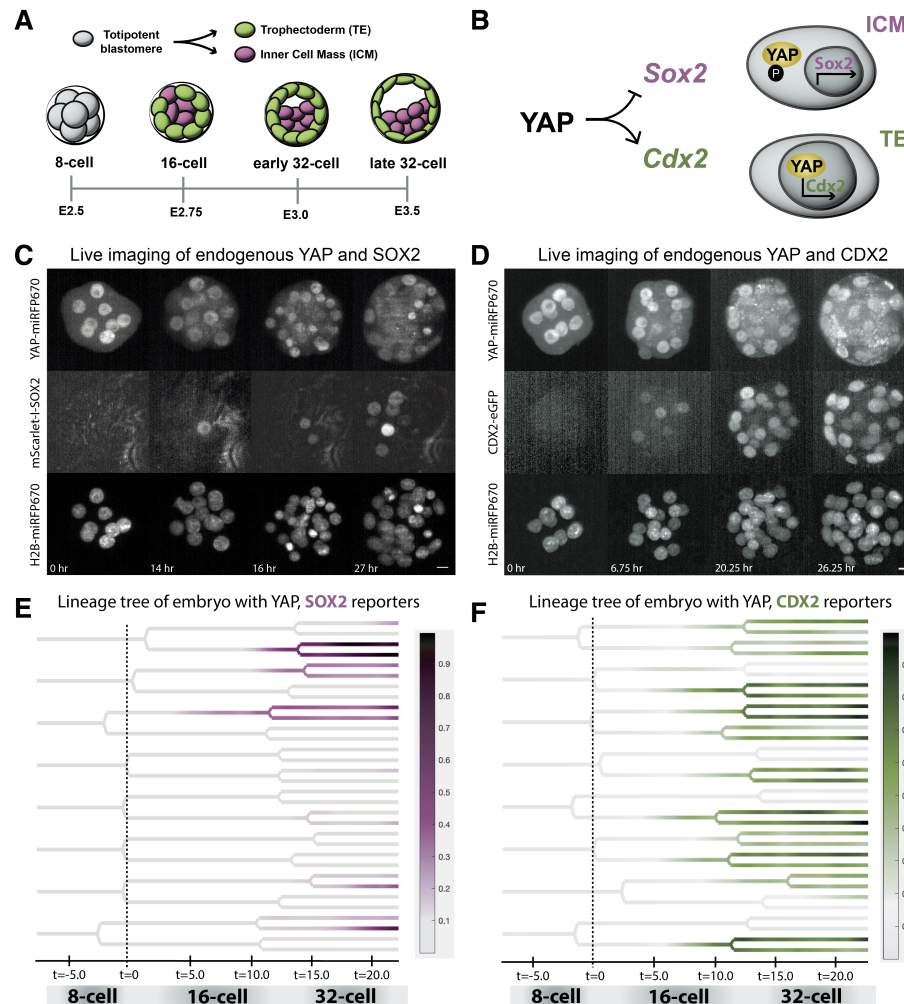 A
Totipotent
blastomere
Trophectoderm (TE)
Inner Cell Mass (ICM)
8-cell
16-cell
early 32-cell
late 32-cell
E2.5
E2.75
E3.0
E3.5
B
YAP
Sox2
Cdx2
ICM
YAP
P
Sox2
TE
YAP
Cdx2
C
Live imaging of endogenous YAP and SOX2
YAP-miRFP670
mScarlet-I-SOX2
H2B-miRFP670
0 hr
14 hr
16 hr
27 hr
D
Live imaging of endogenous YAP and CDX2
YAP-miRFP670
CDX2-eGFP
H2B-miRFP670
0 hr
6.75 hr
20.25 hr
26.25 hr
E
Lineage tree of embryo with YAP, SOX2 reporters
0.9
0.8
0.7
0.6
0.5
0.4
0.3
0.2
0.1
t=-5.0
t=0
t=5.0
t=10.0
t=15.0
t=20.0
8-cell
16-cell
32-cell
F
Lineage tree of embryo with YAP, CDX2 reporters
t=-5.0
t=0
t=5.0
t=10.0
t=15.0
t=20.0
8-cell
16-cell
32-cell